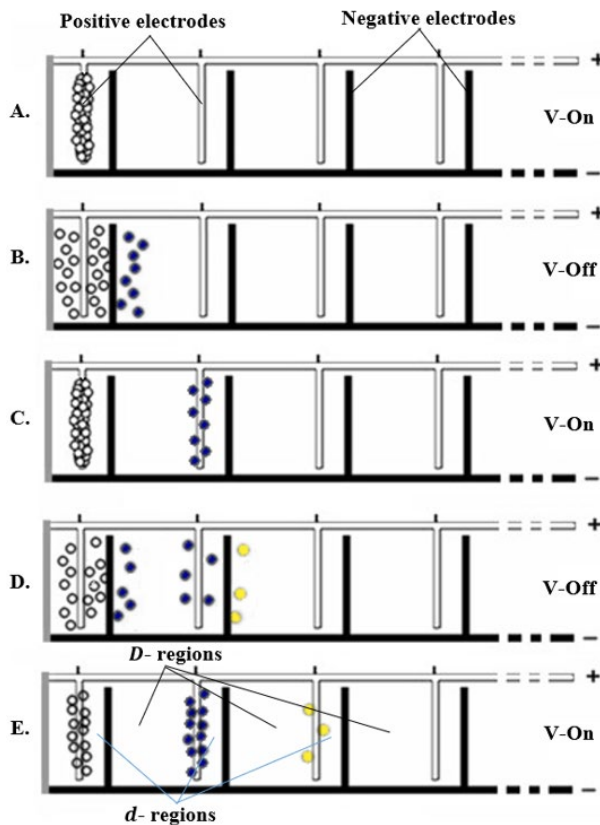 Positive electrodes
Negative electrodes
+
A.
V-On
−
+
B.
V-Off
−
+
C.
V-On
−
+
D.
V-Off
−
D- regions
+
E.
V-On
−
d- regions